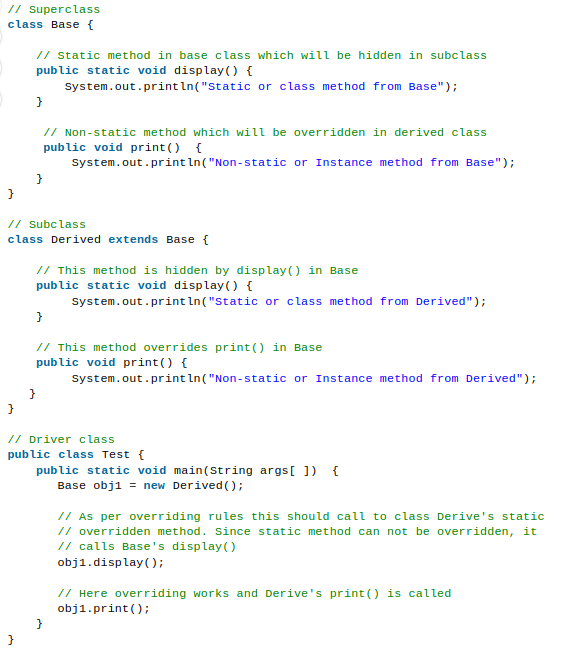 // Superclass
class Base {
// Static method in base class which will be hidden in subclass
public static void display() {
System.out.println("Static or class method from Base");
}
// Non-static method which will be overridden in derived class
public void print()  {
System.out.println("Non-static or Instance method from Base");
}
}
// Subclass
class Derived extends Base {
// This method is hidden by display() in Base
public static void display() {
System.out.println("Static or class method from Derived");
}
// This method overrides print() in Base
public void print() {
System.out.println("Non-static or Instance method from Derived");
}
}
// Driver class
public class Test {
public static void main(String args[ ])  {
Base obj1 = new Derived();
// As per overriding rules this should call to class Derive's static
// overridden method. Since static method can not be overridden, it
// calls Base's display()
obj1.display();
// Here overriding works and Derive's print() is called
obj1.print();
}
}